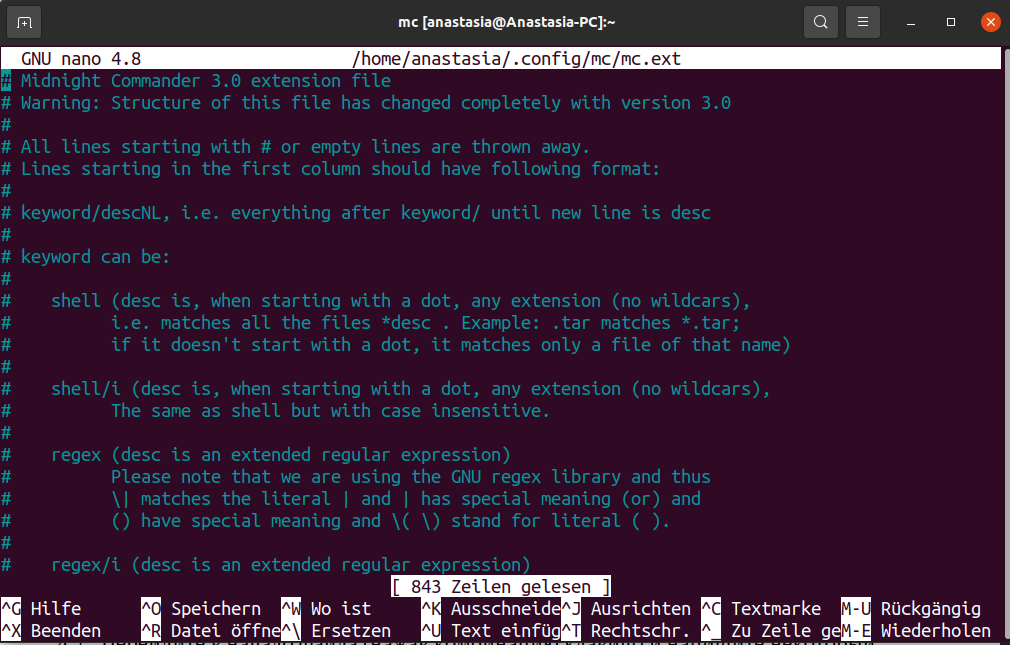 mc [anastasia@Anastasia-PC]:~
GNU nano 4.8 /home/anastasia/.config/mc/mc.ext
# Midnight Commander 3.0 extension file
# Warning: Structure of this file has changed completely with version 3.0
#
# All lines starting with # or empty lines are thrown away.
# Lines starting in the first column should have following format:
#
# keyword/descNL, i.e. everything after keyword/ until new line is desc
#
# keyword can be:
#
#    shell (desc is, when starting with a dot, any extension (no wildcars),
#          i.e. matches all the files *desc . Example: .tar matches *.tar;
#          if it doesn't start with a dot, it matches only a file of that name)
#
#    shell/i (desc is, when starting with a dot, any extension (no wildcars),
#          The same as shell but with case insensitive.
#
#    regex (desc is an extended regular expression)
#          Please note that we are using the GNU regex library and thus
#          \| matches the literal | and | has special meaning (or) and
#          () have special meaning and \( \) stand for literal ( ).
#
#    regex/i (desc is an extended regular expression)
[ 843 Zeilen gelesen ]
^G Hilfe ^O Speichern ^W Wo ist ^K Ausschneide^J Ausrichten ^C Textmarke M-U Rückgängig
^X Beenden ^R Datei öffne^\ Ersetzen ^U Text einfüg^T Rechtschr. ^_ Zu Zeile geM-E Wiederholen